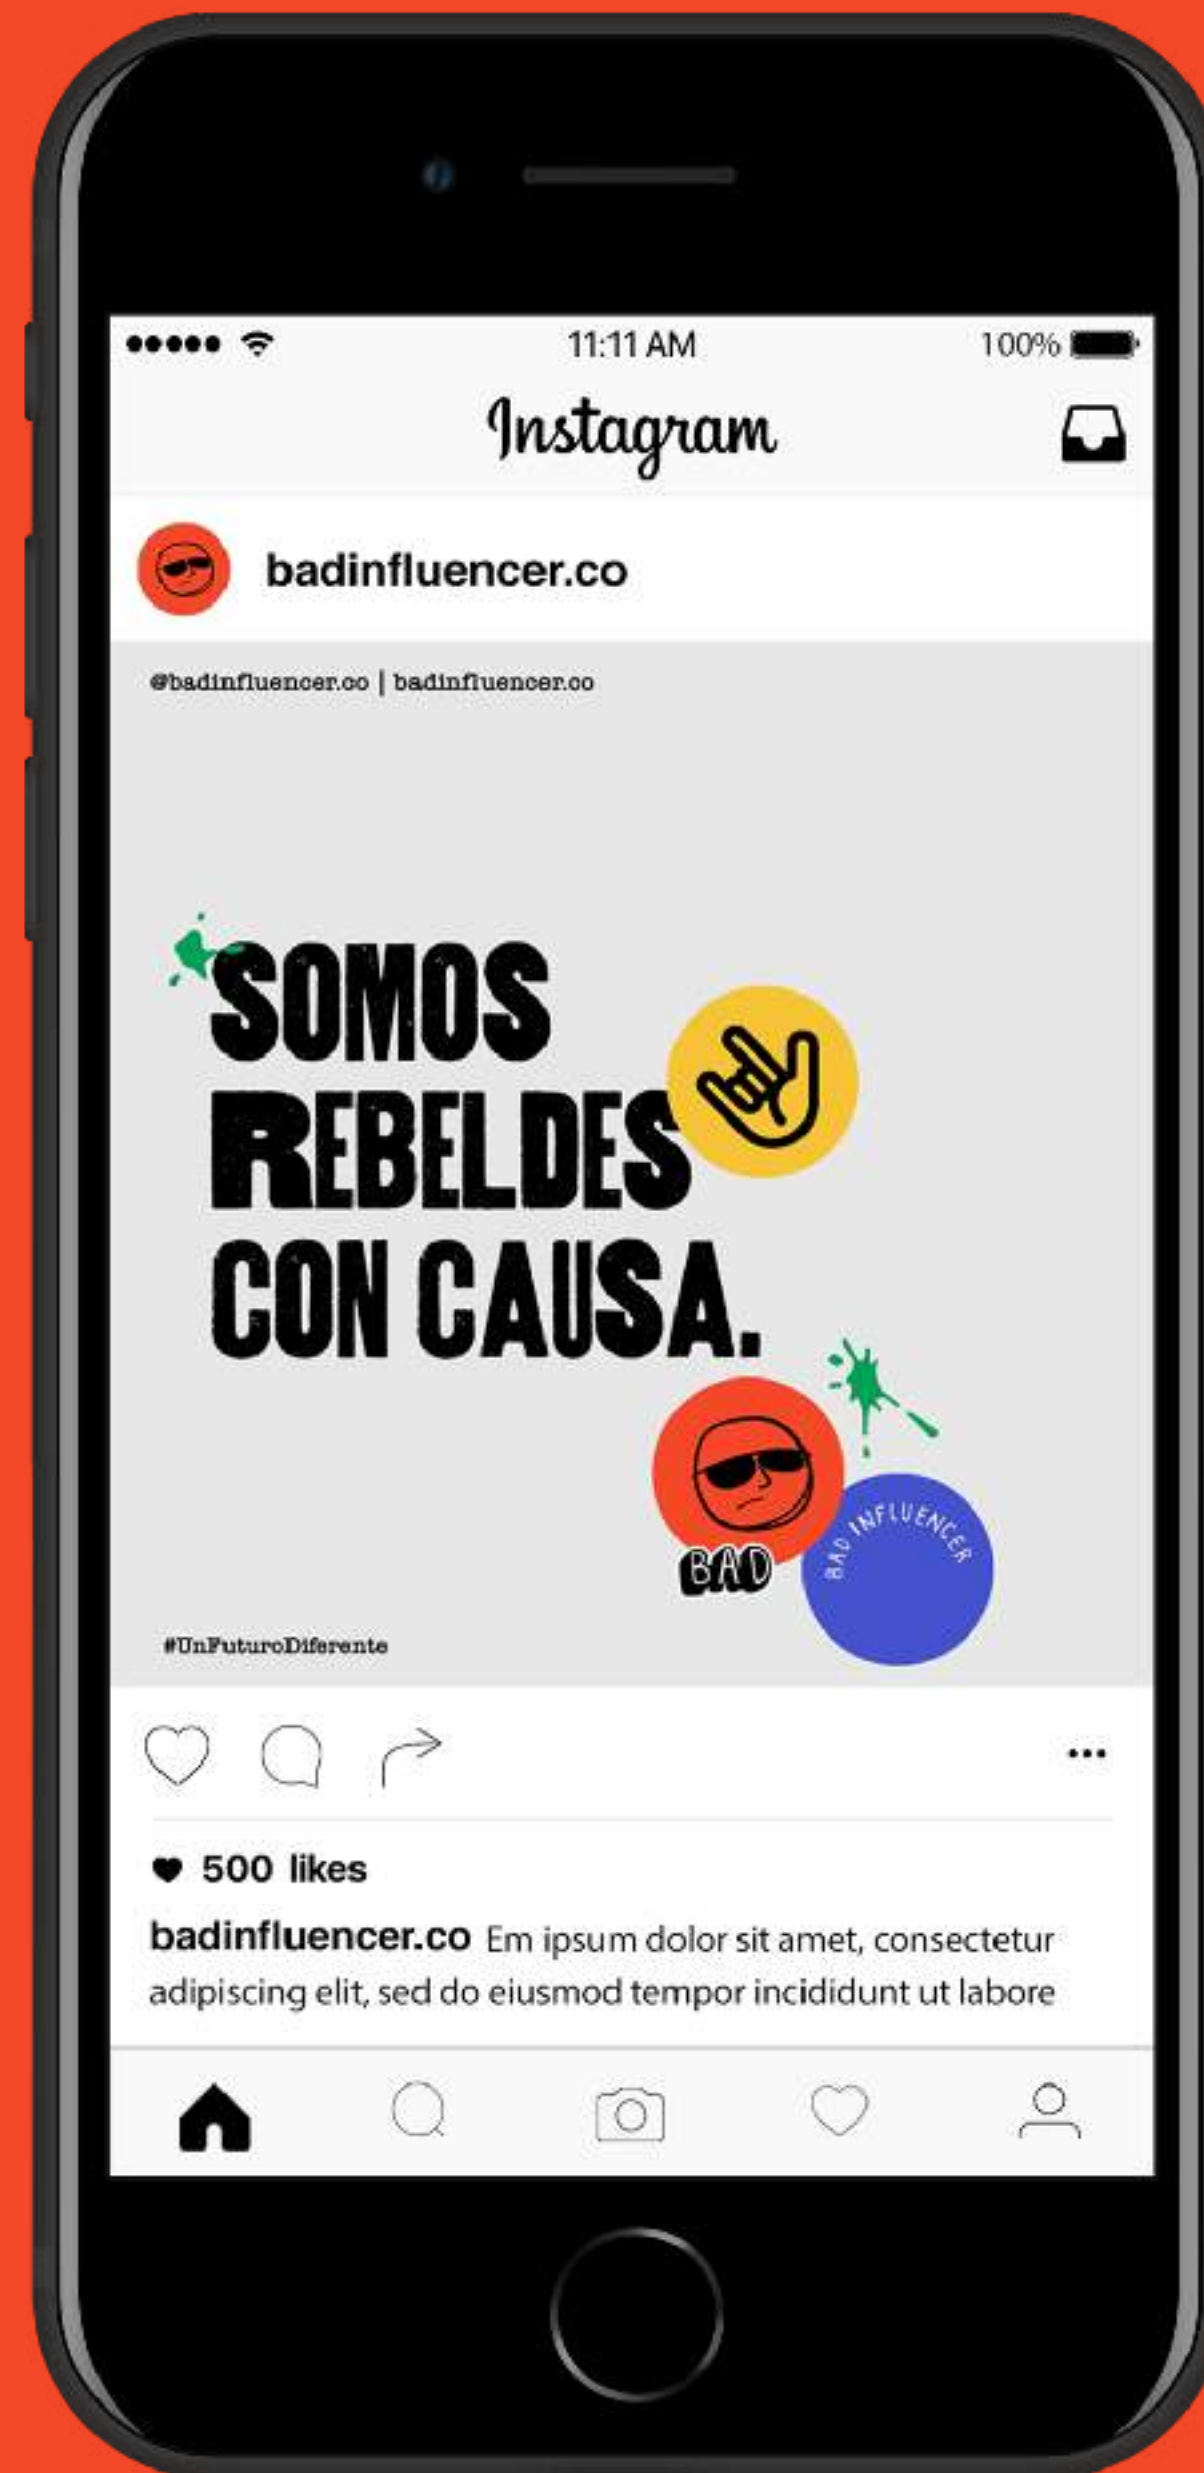 11:11 AM
100%
Instagram
badinfluencer.co
@badinfluencer.co | badinfluencer.co
SOMOS
REBELDES
CON CAUSA.
BAD
BAD INFLUENCER
#UnFuturoDiferente
500 likes
badinfluencer.co Em ipsum dolor sit amet, consectetur
adipiscing elit, sed do eiusmod tempor incididunt ut labore